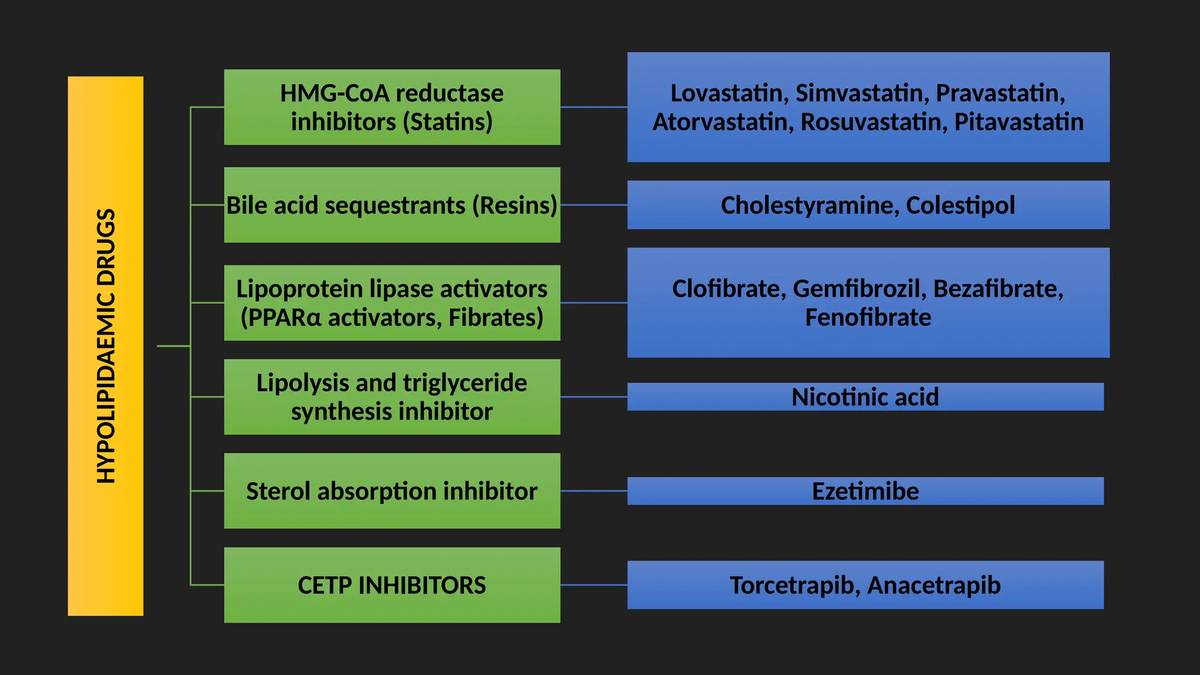 HYPOLIPIDAEMIC DRUGS
HMG-CoA reductase
inhibitors (Statins)
Lovastatin, Simvastatin, Pravastatin,
Atorvastatin, Rosuvastatin, Pitavastatin
Bile acid sequestrants (Resins)
Cholestyramine, Colestipol
Lipoprotein lipase activators
(PPARα activators, Fibrates)
Clofibrate, Gemfibrozil, Bezafibrate,
Fenofibrate
Lipolysis and triglyceride
synthesis inhibitor
Nicotinic acid
Sterol absorption inhibitor
Ezetimibe
CETP INHIBITORS
Torcetrapib, Anacetrapib